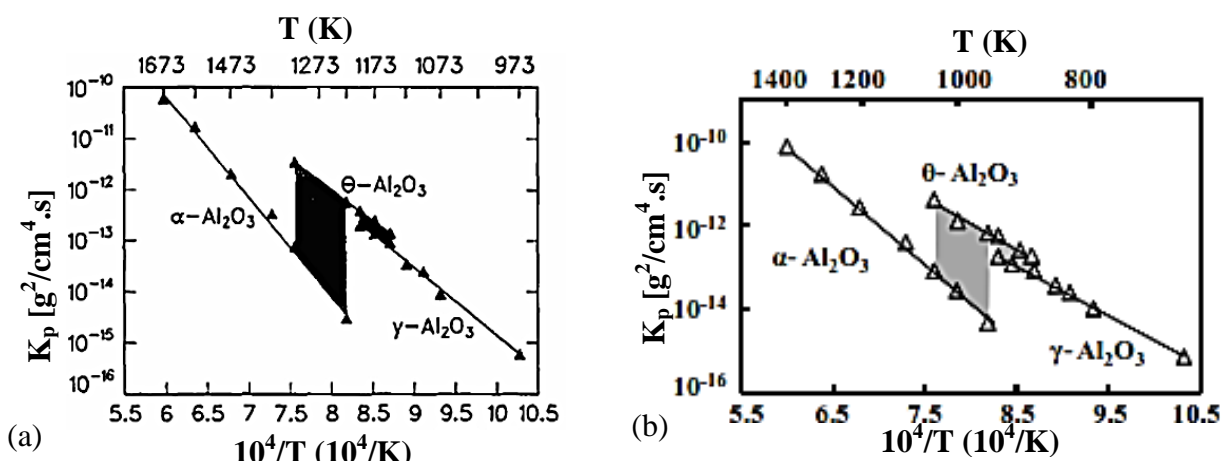 T (K)
1673 1473 1273 1173 1073 973
10⁻¹⁰
10⁻¹¹
10⁻¹²
10⁻¹³
10⁻¹⁴
10⁻¹⁵
10⁻¹⁶
Kp [g²/cm⁴.s]
θ-Al₂O₃
α-Al₂O₃
γ-Al₂O₃
5.5 6 6.5 7 7.5 8 8.5 9 9.5 10 10.5
(a)
10⁴/T (10⁴/K)
T (K)
1400 1200 1000 800
10⁻¹⁰
10⁻¹²
10⁻¹⁴
10⁻¹⁶
Kp [g²/cm⁴.s]
θ- Al₂O₃
α- Al₂O₃
γ- Al₂O₃
5.5 6.5 7.5 8.5 9.5 10.5
(b)
10⁴/T (10⁴/K)